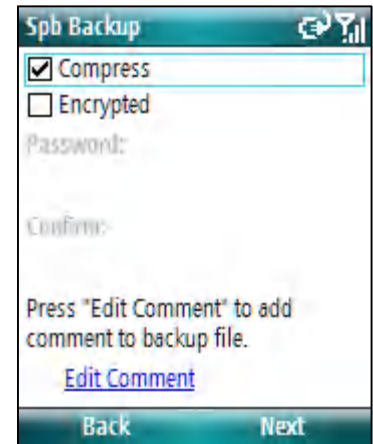 Spb Backup
Compress
Encrypted
Password:
Confirm:
Press "Edit Comment" to add
comment to backup file.
Edit Comment
Back Next